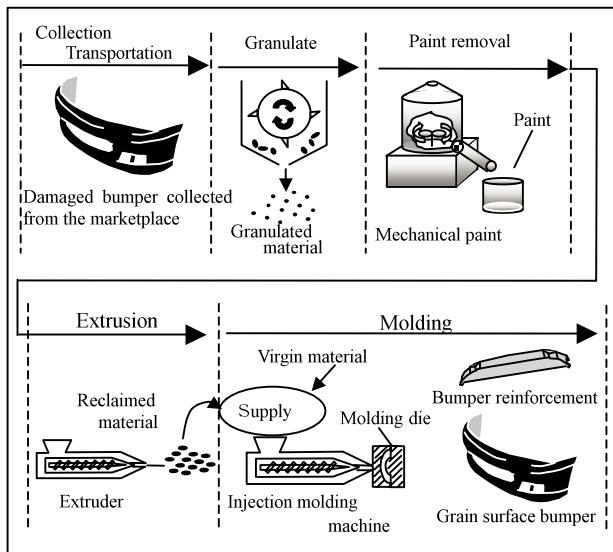 Collection
Transportation
Granulate
Paint removal
Damaged bumper collected
from the marketplace
Granulated
material
Paint
Mechanical paint
Extrusion
Molding
Reclaimed
material
Extruder
Virgin material
Supply
Molding die
Injection molding
machine
Bumper reinforcement
Grain surface bumper